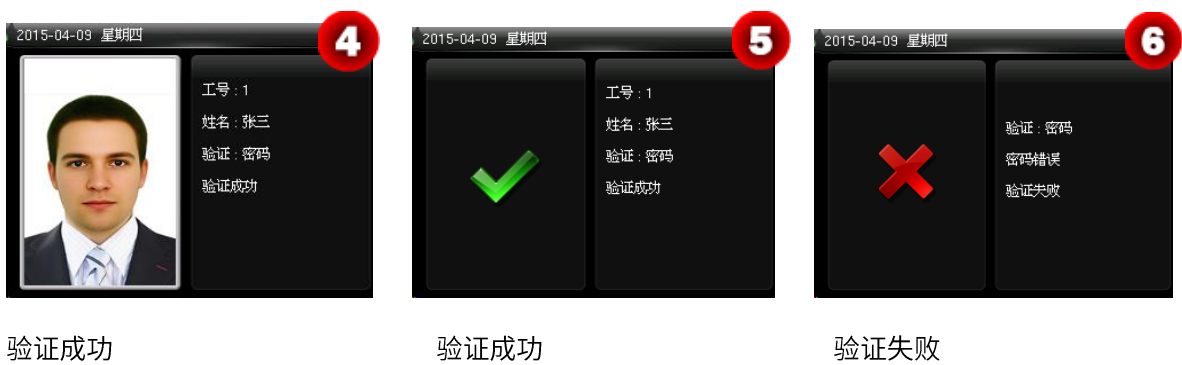 2015-04-09 星期四
4
工号 : 1
姓名 : 张三
验证 : 密码
验证成功
验证成功
2015-04-09 星期四
5
工号 : 1
姓名 : 张三
验证 : 密码
验证成功
验证成功
2015-04-09 星期四
6
验证 : 密码
密码错误
验证失败
验证失败